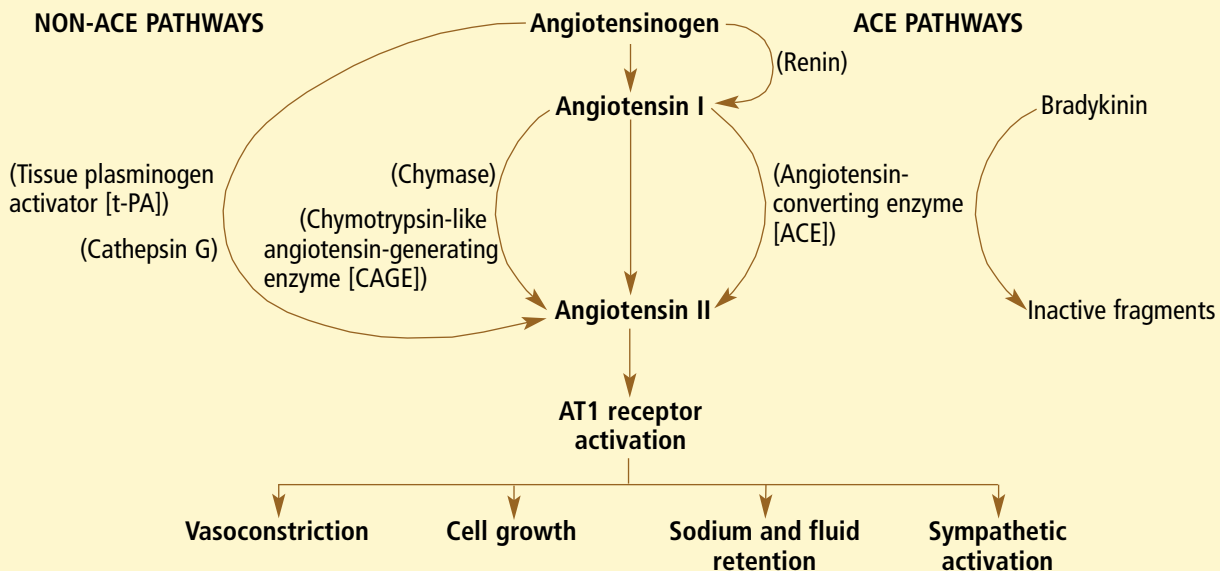 NON-ACE PATHWAYS
Angiotensinogen
ACE PATHWAYS
(Renin)
Angiotensin I
Bradykinin
(Tissue plasminogen
activator [t-PA])
(Cathepsin G)
(Chymase)
(Chymotrypsin-like
angiotensin-generating
enzyme [CAGE])
(Angiotensin-
converting enzyme
[ACE])
Angiotensin II
Inactive fragments
AT1 receptor
activation
Vasoconstriction
Cell growth
Sodium and fluid
retention
Sympathetic
activation